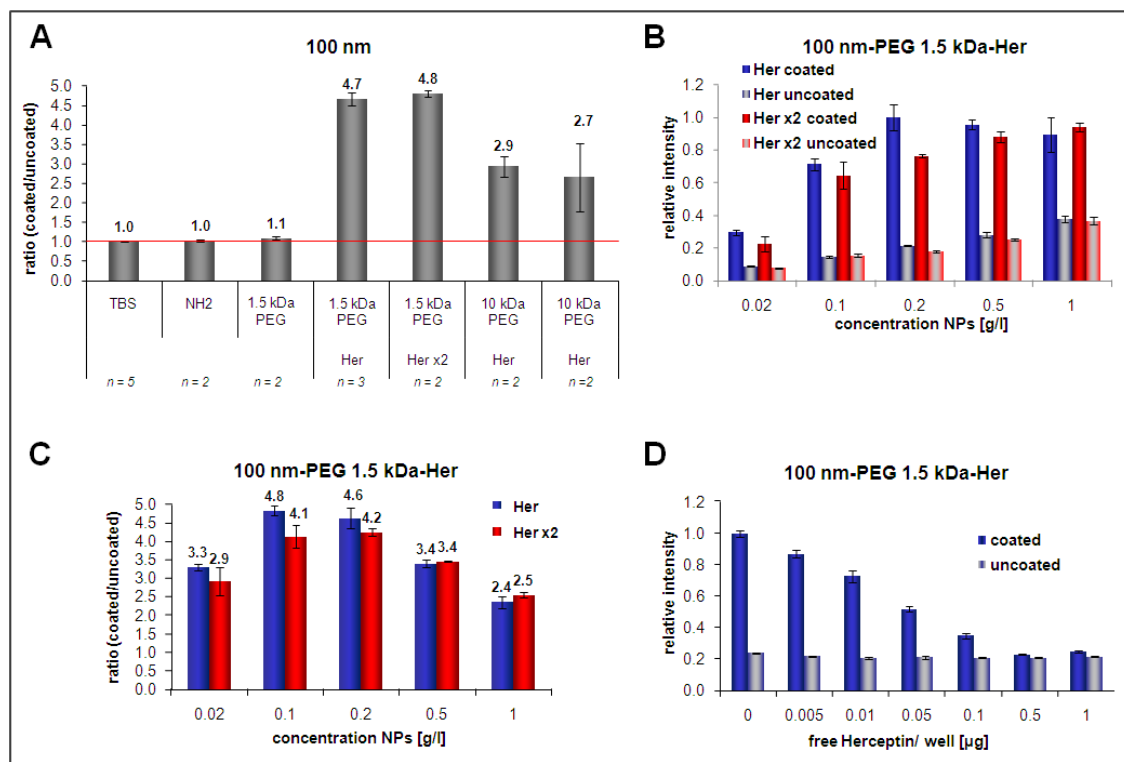 A
100 nm
ratio (coated/uncoated)
5.0
4.5
4.0
3.5
3.0
2.5
2.0
1.5
1.0
0.5
0.0
1.0
1.0
1.1
4.7
4.8
2.9
2.7
TBS NH2 1.5 kDa PEG 1.5 kDa PEG 1.5 kDa PEG 10 kDa PEG 10 kDa PEG
Her Her x2 Her Her
n = 5 n = 2 n = 2 n = 3 n = 2 n = 2 n =2
B
100 nm-PEG 1.5 kDa-Her
Her coated
Her uncoated
Her x2 coated
Her x2 uncoated
relative intensity
1.2
1.0
0.8
0.6
0.4
0.2
0.0
0.02 0.1 0.2 0.5 1
concentration NPs [g/l]
C
100 nm-PEG 1.5 kDa-Her
Her
Her x2
ratio (coated/uncoated)
5.0
4.5
4.0
3.5
3.0
2.5
2.0
1.5
1.0
0.5
0.0
3.3 2.9 4.8 4.1 4.6 4.2 3.4 3.4 2.4 2.5
0.02 0.1 0.2 0.5 1
concentration NPs [g/l]
D
100 nm-PEG 1.5 kDa-Her
coated
uncoated
relative intensity
1.2
1.0
0.8
0.6
0.4
0.2
0.0
0 0.005 0.01 0.05 0.1 0.5 1
free Herceptin/ well [µg]